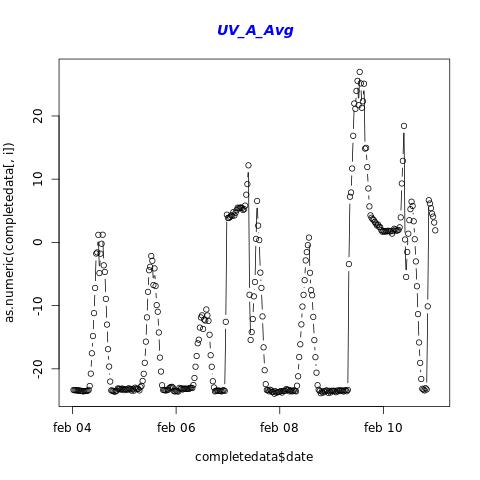 UV_A_Avg
as.numeric(completedata[, i])
20
10
0
-10
-20
feb 04
feb 06
feb 08
feb 10
completedata$date